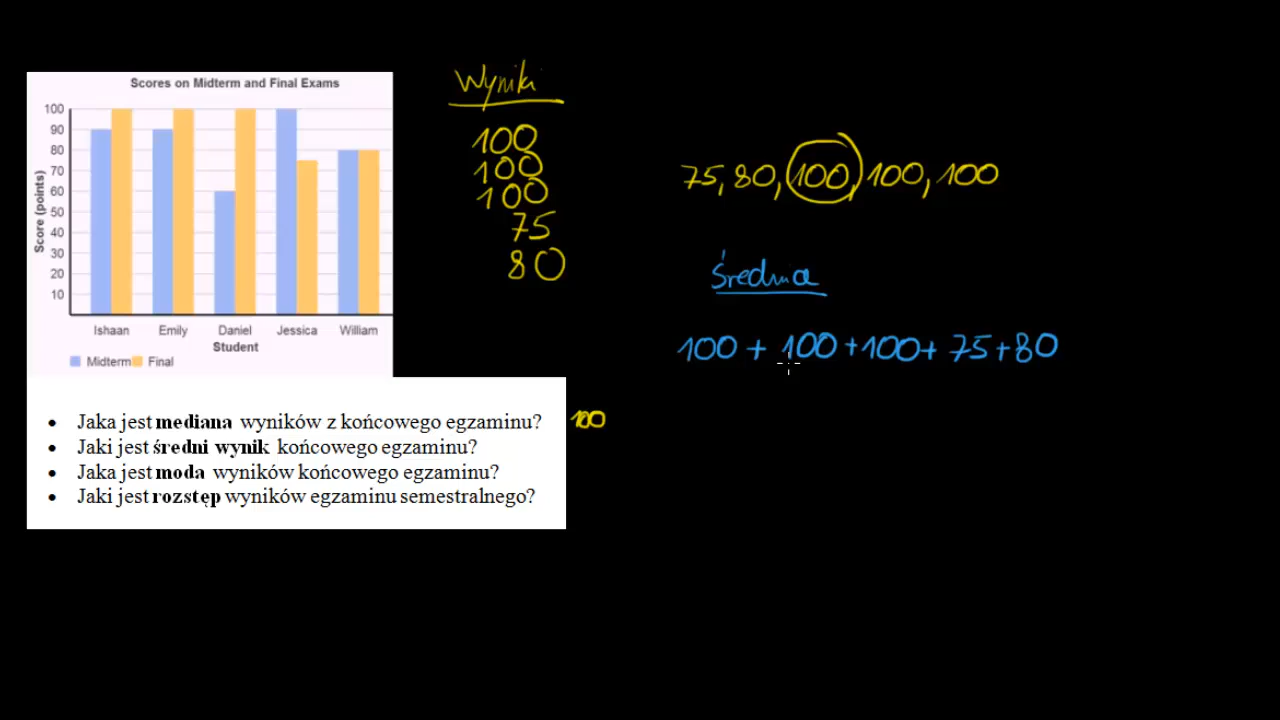 Scores on Midterm and Final Exams
100
90
80
70
60
50
40
30
20
10
Score (points)
Ishaan Emily Daniel Jessica William
Student
Midterm Final
Wyniki
100
100
100
75
80
75, 80, 100, 100, 100
Średnia
100 + 100 + 100 + 75 + 80
• Jaka jest mediana wyników z końcowego egzaminu? 100
• Jaki jest średni wynik końcowego egzaminu?
• Jaka jest moda wyników końcowego egzaminu?
• Jaki jest rozstęp wyników egzaminu semestralnego?